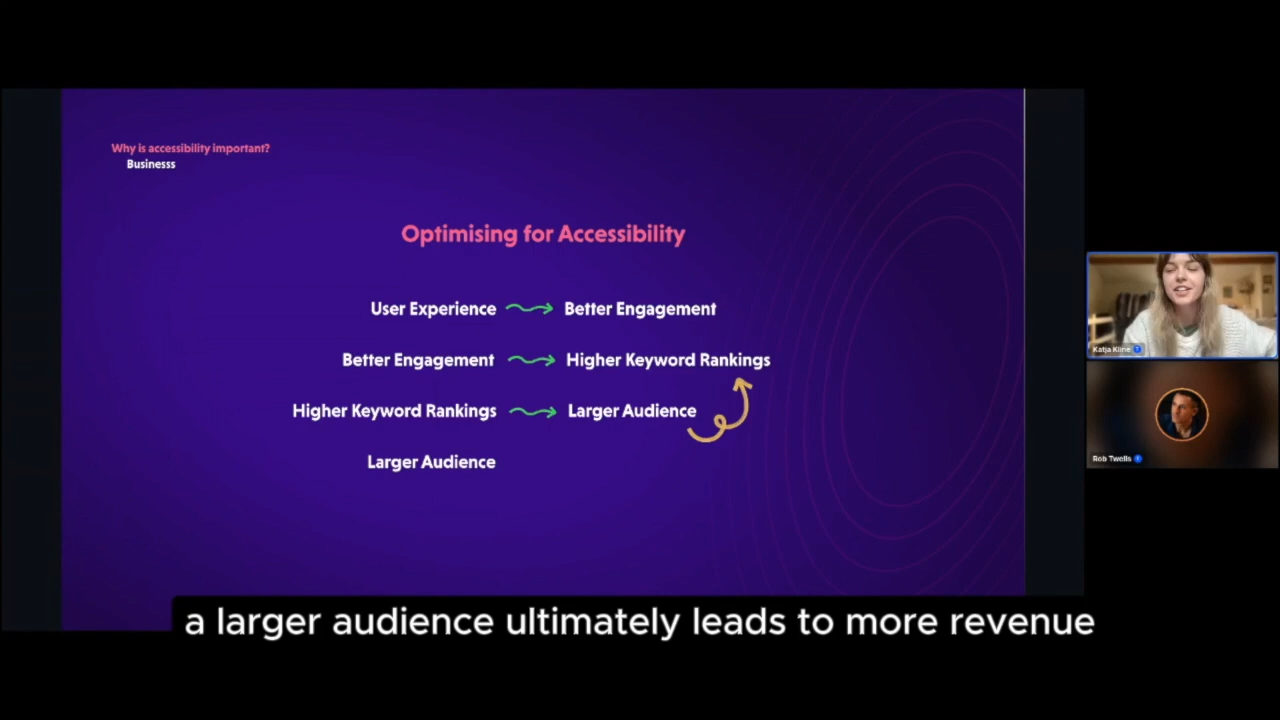 Why is accessibility important?
Businesss
Optimising for Accessibility
User Experience Better Engagement
Better Engagement Higher Keyword Rankings
Higher Keyword Rankings Larger Audience
Larger Audience
Katja Kline
Rob Twells
a larger audience ultimately leads to more revenue